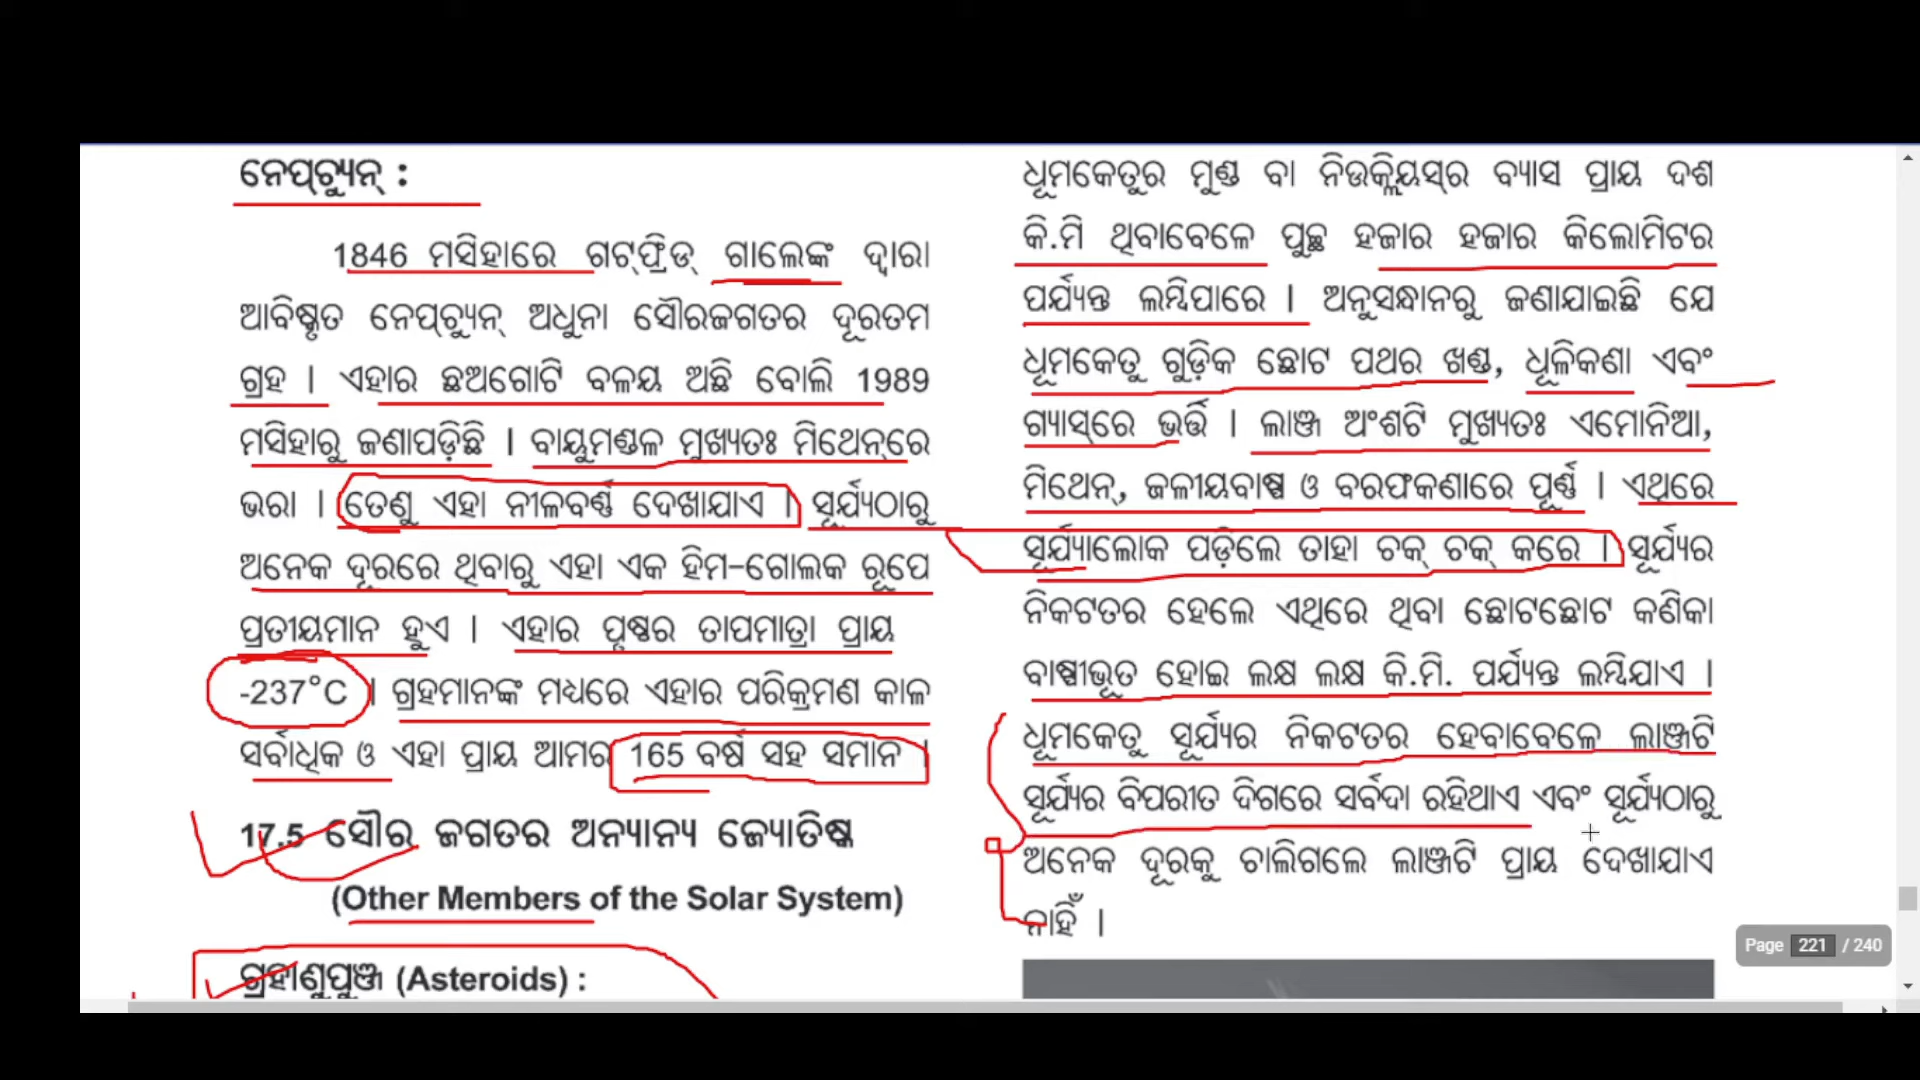 ନେପ୍‌ଚ୍ୟୁନ୍ :
1846 ମସିହାରେ ଗଟ୍‌ଫ୍ରିଡ୍ ଗାଲେଙ୍କ ଦ୍ୱାରା
ଆବିଷ୍କୃତ ନେପ୍‌ଚ୍ୟୁନ୍ ଅଧୁନା ସୌରଜଗତର ଦୂରତମ
ଗ୍ରହ । ଏହାର ଛଅଗୋଟି ବଳୟ ଅଛି ବୋଲି 1989
ମସିହାରୁ ଜଣାପଡ଼ିଛି । ବାୟୁମଣ୍ଡଳ ମୁଖ୍ୟତଃ ମିଥେନ୍‌ରେ
ଭରା । ତେଣୁ ଏହା ନୀଳବର୍ଣ୍ଣ ଦେଖାଯାଏ । ସୂର୍ଯ୍ୟଠାରୁ
ଅନେକ ଦୂରରେ ଥିବାରୁ ଏହା ଏକ ହିମ-ଗୋଲକ ରୂପେ
ପ୍ରତୀୟମାନ ହୁଏ । ଏହାର ପୃଷ୍ଠର ତାପମାତ୍ରା ପ୍ରାୟ
-237°C । ଗ୍ରହମାନଙ୍କ ମଧ୍ୟରେ ଏହାର ପରିକ୍ରମଣ କାଳ
ସର୍ବାଧିକ ଓ ଏହା ପ୍ରାୟ ଆମର 165 ବର୍ଷ ସହ ସମାନ ।
17.5 ସୌର ଜଗତର ଅନ୍ୟାନ୍ୟ ଜ୍ୟୋତିଷ୍କ
(Other Members of the Solar System)
ଗ୍ରହାଣୁପୁଞ୍ଜ (Asteroids) :
ଧୂମକେତୁର ମୁଣ୍ଡ ବା ନିଉକ୍ଲିୟସ୍‌ର ବ୍ୟାସ ପ୍ରାୟ ଦଶ
କି.ମି ଥିବାବେଳେ ପୁଚ୍ଛ ହଜାର ହଜାର କିଲୋମିଟର
ପର୍ଯ୍ୟନ୍ତ ଲମ୍ବିପାରେ । ଅନୁସନ୍ଧାନରୁ ଜଣାଯାଇଛି ଯେ
ଧୂମକେତୁ ଗୁଡ଼ିକ ଛୋଟ ପଥର ଖଣ୍ଡ, ଧୂଳିକଣା ଏବଂ
ଗ୍ୟାସ୍‌ରେ ଭର୍ତ୍ତି । ଲାଞ୍ଜ ଅଂଶଟି ମୁଖ୍ୟତଃ ଏମୋନିଆ,
ମିଥେନ୍, ଜଳୀୟବାଷ୍ପ ଓ ବରଫକଣାରେ ପୂର୍ଣ୍ଣ । ଏଥିରେ
ସୂର୍ଯ୍ୟାଲୋକ ପଡ଼ିଲେ ତାହା ଚକ୍ ଚକ୍ କରେ । ସୂର୍ଯ୍ୟର
ନିକଟତର ହେଲେ ଏଥିରେ ଥିବା ଛୋଟଛୋଟ କଣିକା
ବାଷ୍ପୀଭୂତ ହୋଇ ଲକ୍ଷ ଲକ୍ଷ କି.ମି. ପର୍ଯ୍ୟନ୍ତ ଲମ୍ବିଯାଏ ।
ଧୂମକେତୁ ସୂର୍ଯ୍ୟର ନିକଟତର ହେବାବେଳେ ଲାଞ୍ଜଟି
ସୂର୍ଯ୍ୟର ବିପରୀତ ଦିଗରେ ସର୍ବଦା ରହିଥାଏ ଏବଂ ସୂର୍ଯ୍ୟଠାରୁ
ଅନେକ ଦୂରକୁ ଚାଲିଗଲେ ଲାଞ୍ଜଟି ପ୍ରାୟ ଦେଖାଯାଏ
ନାହିଁ ।
Page 221 / 240